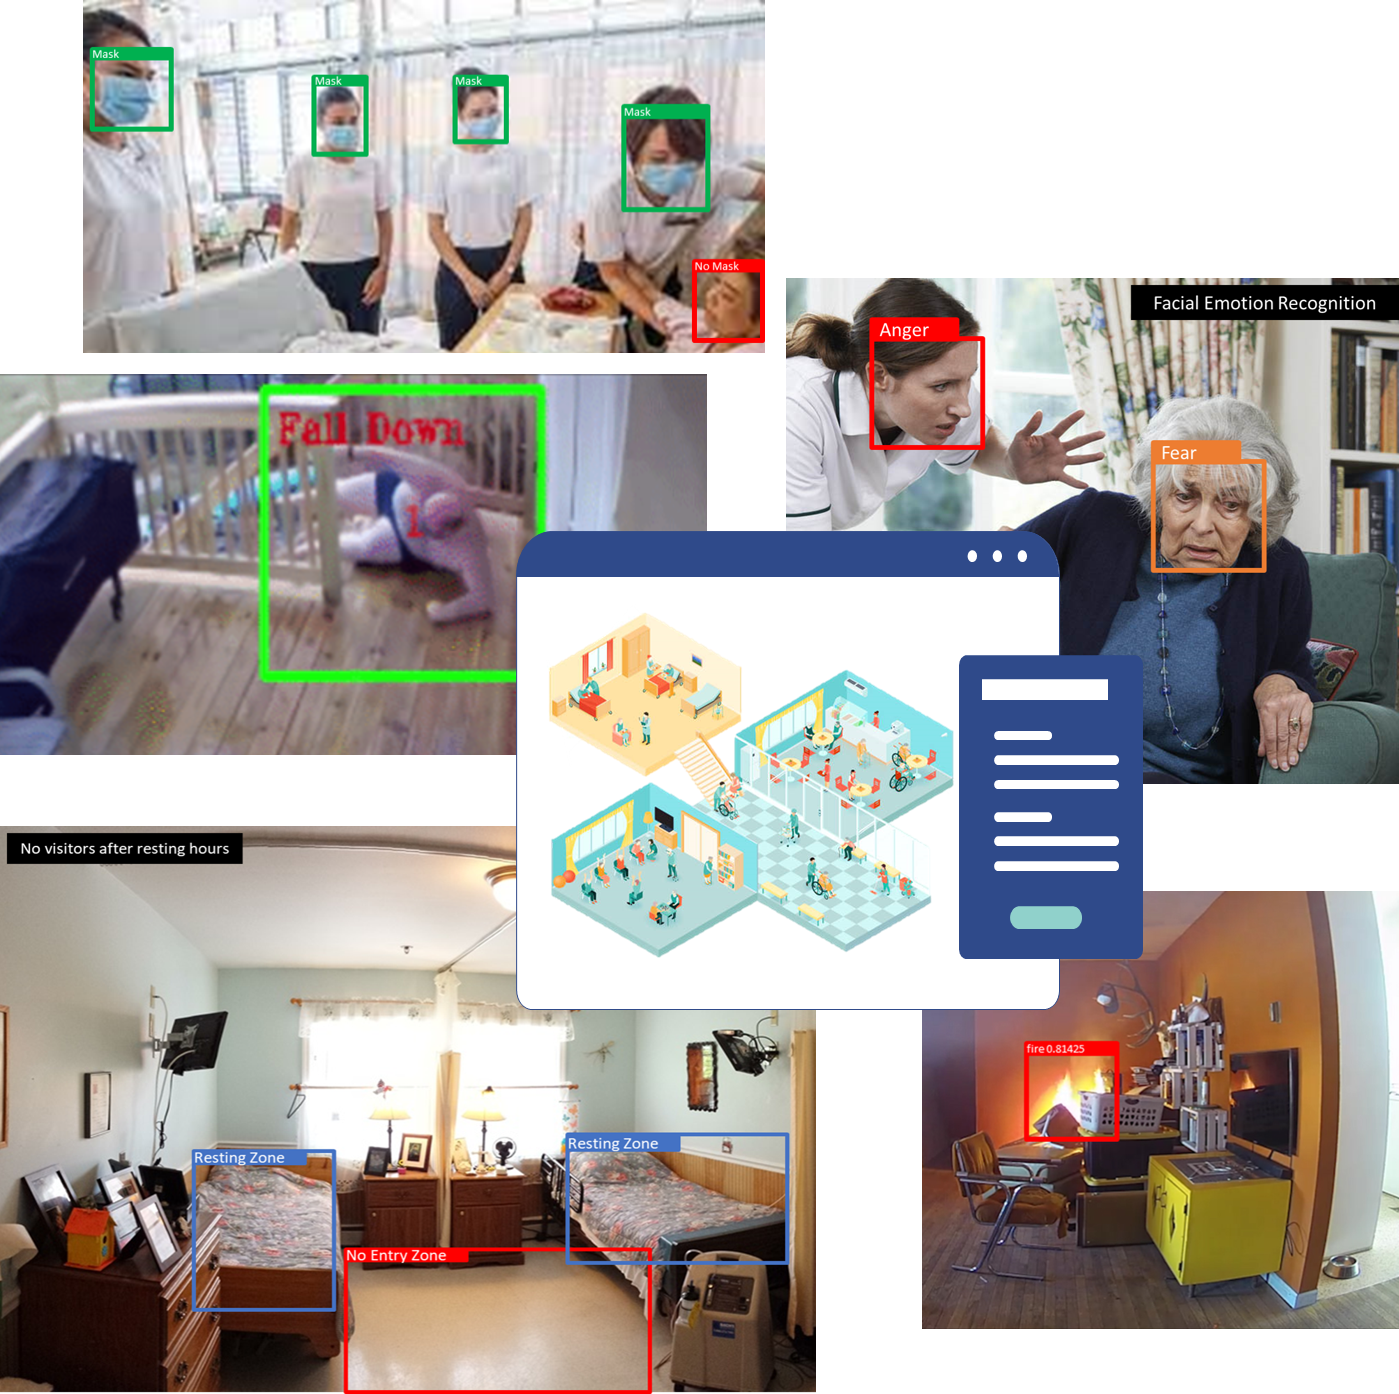 Mask
Mask
Mask
Mask
No Mask
Facial Emotion Recognition
Anger
Fear
Fall Down
1
No visitors after resting hours
Resting Zone
Resting Zone
No Entry Zone
fire 0.81425